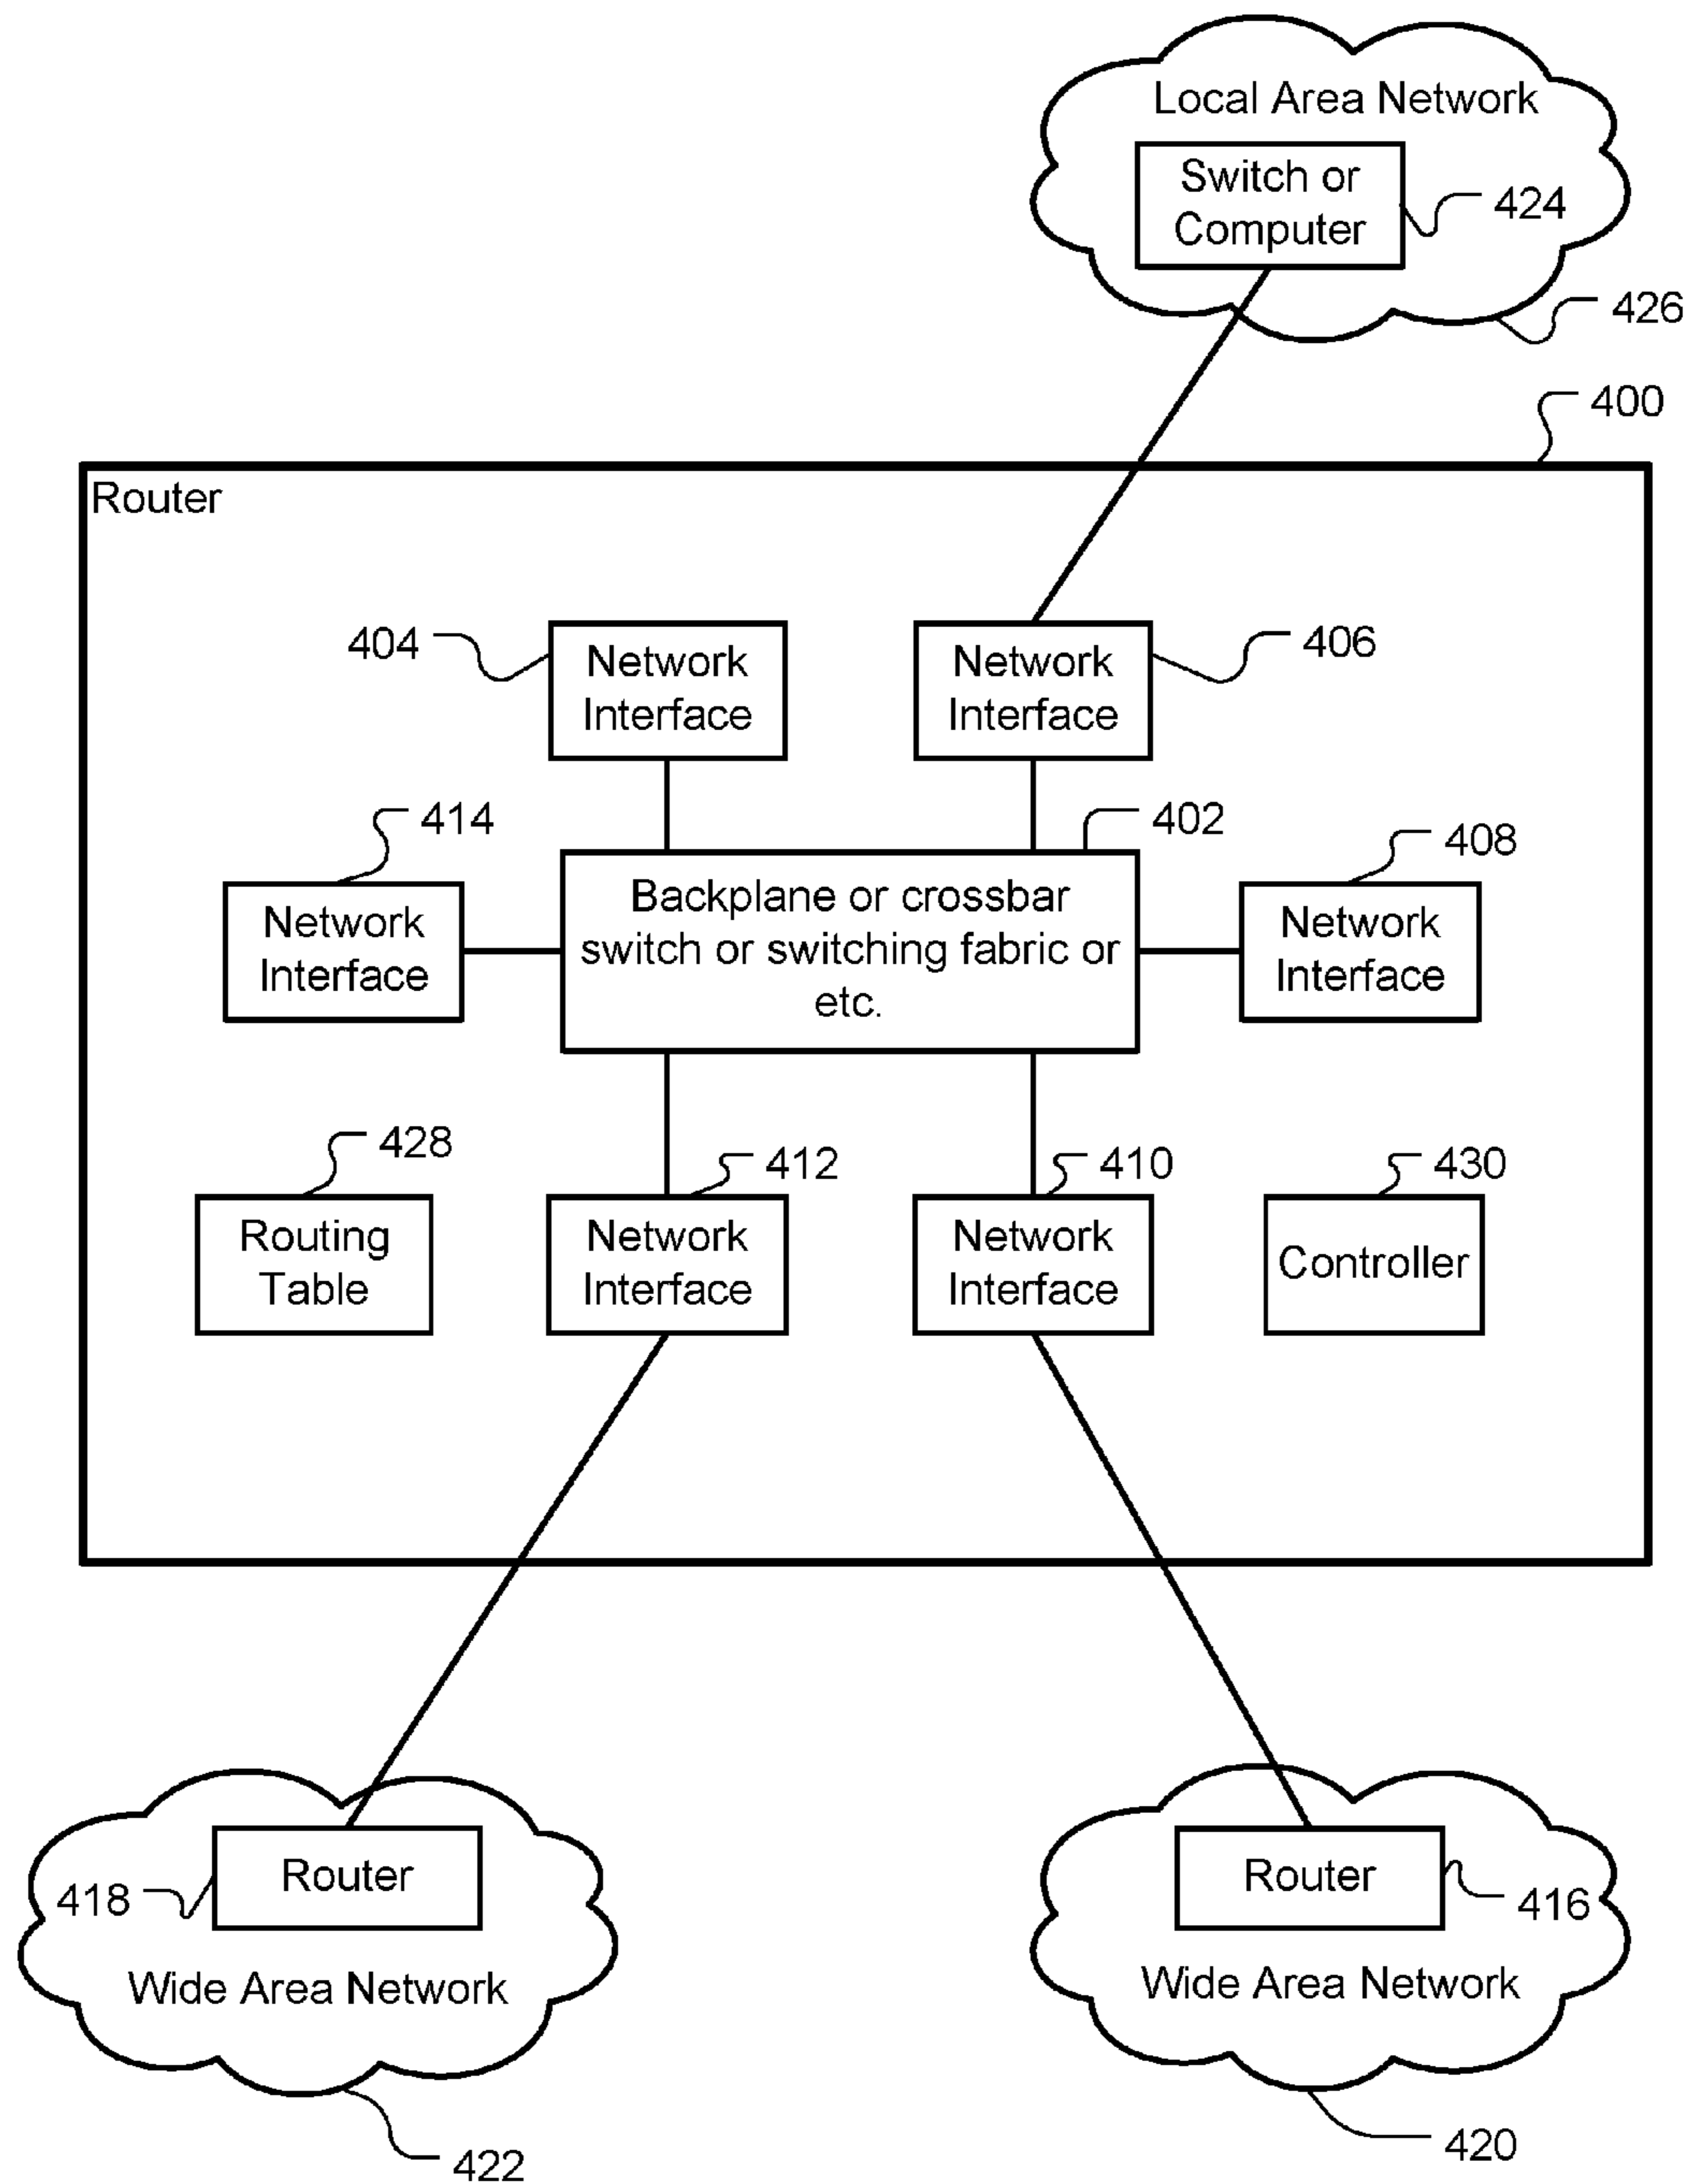 Local Area Network
Switch or
Computer
424
426
400
Router
404
Network
Interface
Network
Interface
406
414
402
408
Network
Interface
Backplane or crossbar
switch or switching fabric or
etc.
Network
Interface
428
412
410
430
Routing
Table
Network
Interface
Network
Interface
Controller
Router
418
Wide Area Network
422
Router
416
Wide Area Network
420